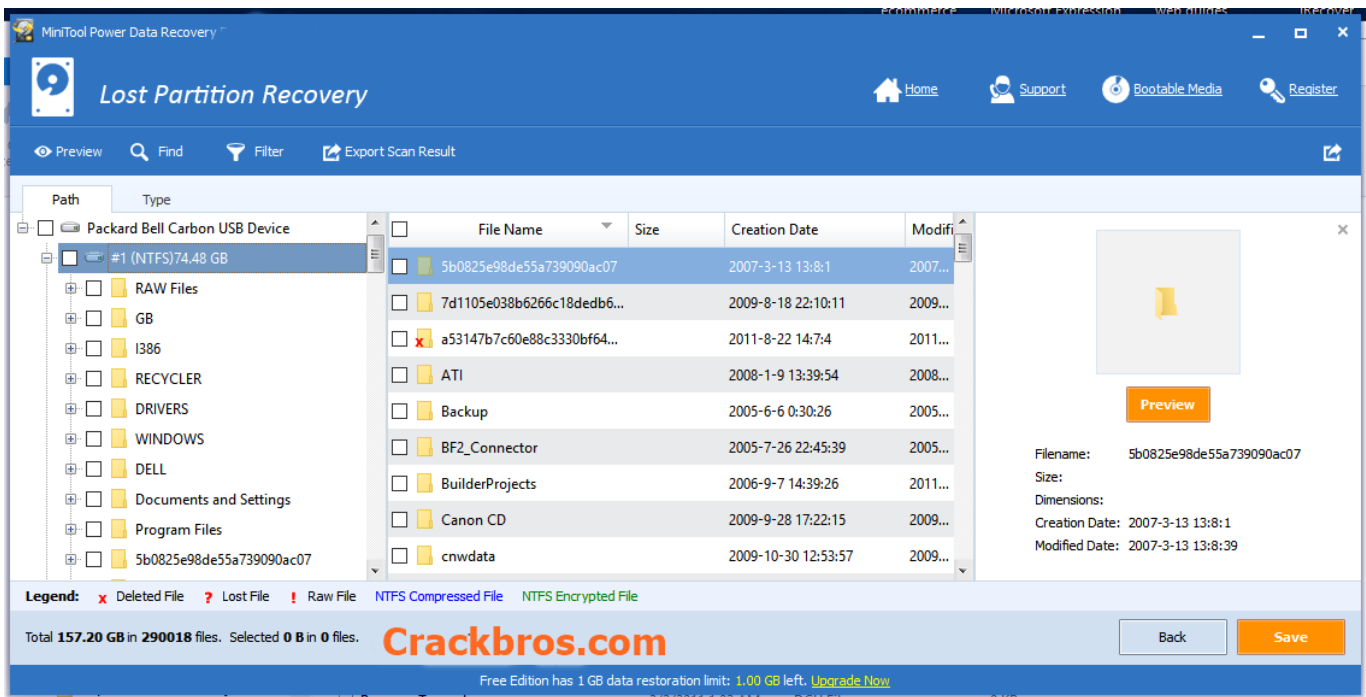 ecommerce Microsoft Expression web guides iRecover
MiniTool Power Data Recovery
Lost Partition Recovery
Home Support Bootable Media Register
Preview Find Filter Export Scan Result
Path Type
Packard Bell Carbon USB Device
#1 (NTFS)74.48 GB
RAW Files
GB
I386
RECYCLER
DRIVERS
WINDOWS
DELL
Documents and Settings
Program Files
5b0825e98de55a739090ac07
File Name Size Creation Date Modifi
5b0825e98de55a739090ac07 2007-3-13 13:8:1 2007...
7d1105e038b6266c18dedb6... 2009-8-18 22:10:11 2009...
x a53147b7c60e88c3330bf64... 2011-8-22 14:7:4 2011...
ATI 2008-1-9 13:39:54 2008...
Backup 2005-6-6 0:30:26 2005...
BF2_Connector 2005-7-26 22:45:39 2005...
BuilderProjects 2006-9-7 14:39:26 2011...
Canon CD 2009-9-28 17:22:15 2009...
cnwdata 2009-10-30 12:53:57 2009...
Preview
Filename: 5b0825e98de55a739090ac07
Size:
Dimensions:
Creation Date: 2007-3-13 13:8:1
Modified Date: 2007-3-13 13:8:39
Legend: x Deleted File ? Lost File ! Raw File NTFS Compressed File NTFS Encrypted File
Total 157.20 GB in 290018 files. Selected 0 B in 0 files.
Crackbros.com
Back Save
Free Edition has 1 GB data restoration limit: 1.00 GB left. Upgrade Now